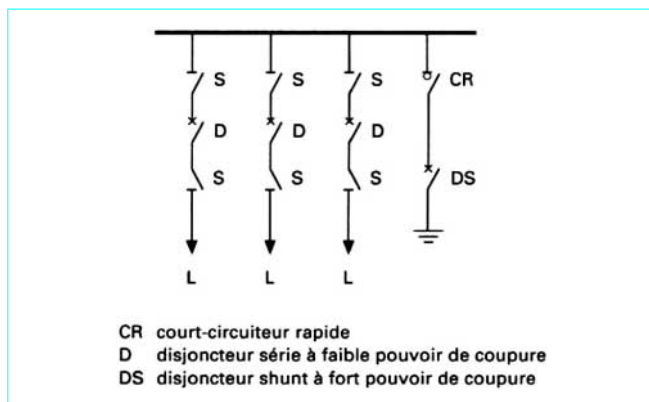 S S S CR
D D D
S S S DS
L L L
CR court-circuiteur rapide
D disjoncteur série à faible pouvoir de coupure
DS disjoncteur shunt à fort pouvoir de coupure